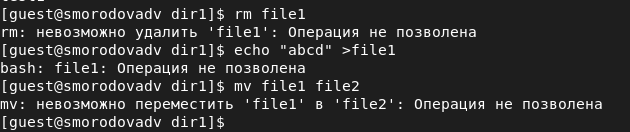 [guest@smorodovadv dir1]$ rm file1
rm: невозможно удалить 'file1': Операция не позволена
[guest@smorodovadv dir1]$ echo "abcd" >file1
bash: file1: Операция не позволена
[guest@smorodovadv dir1]$ mv file1 file2
mv: невозможно переместить 'file1' в 'file2': Операция не позволена
[guest@smorodovadv dir1]$